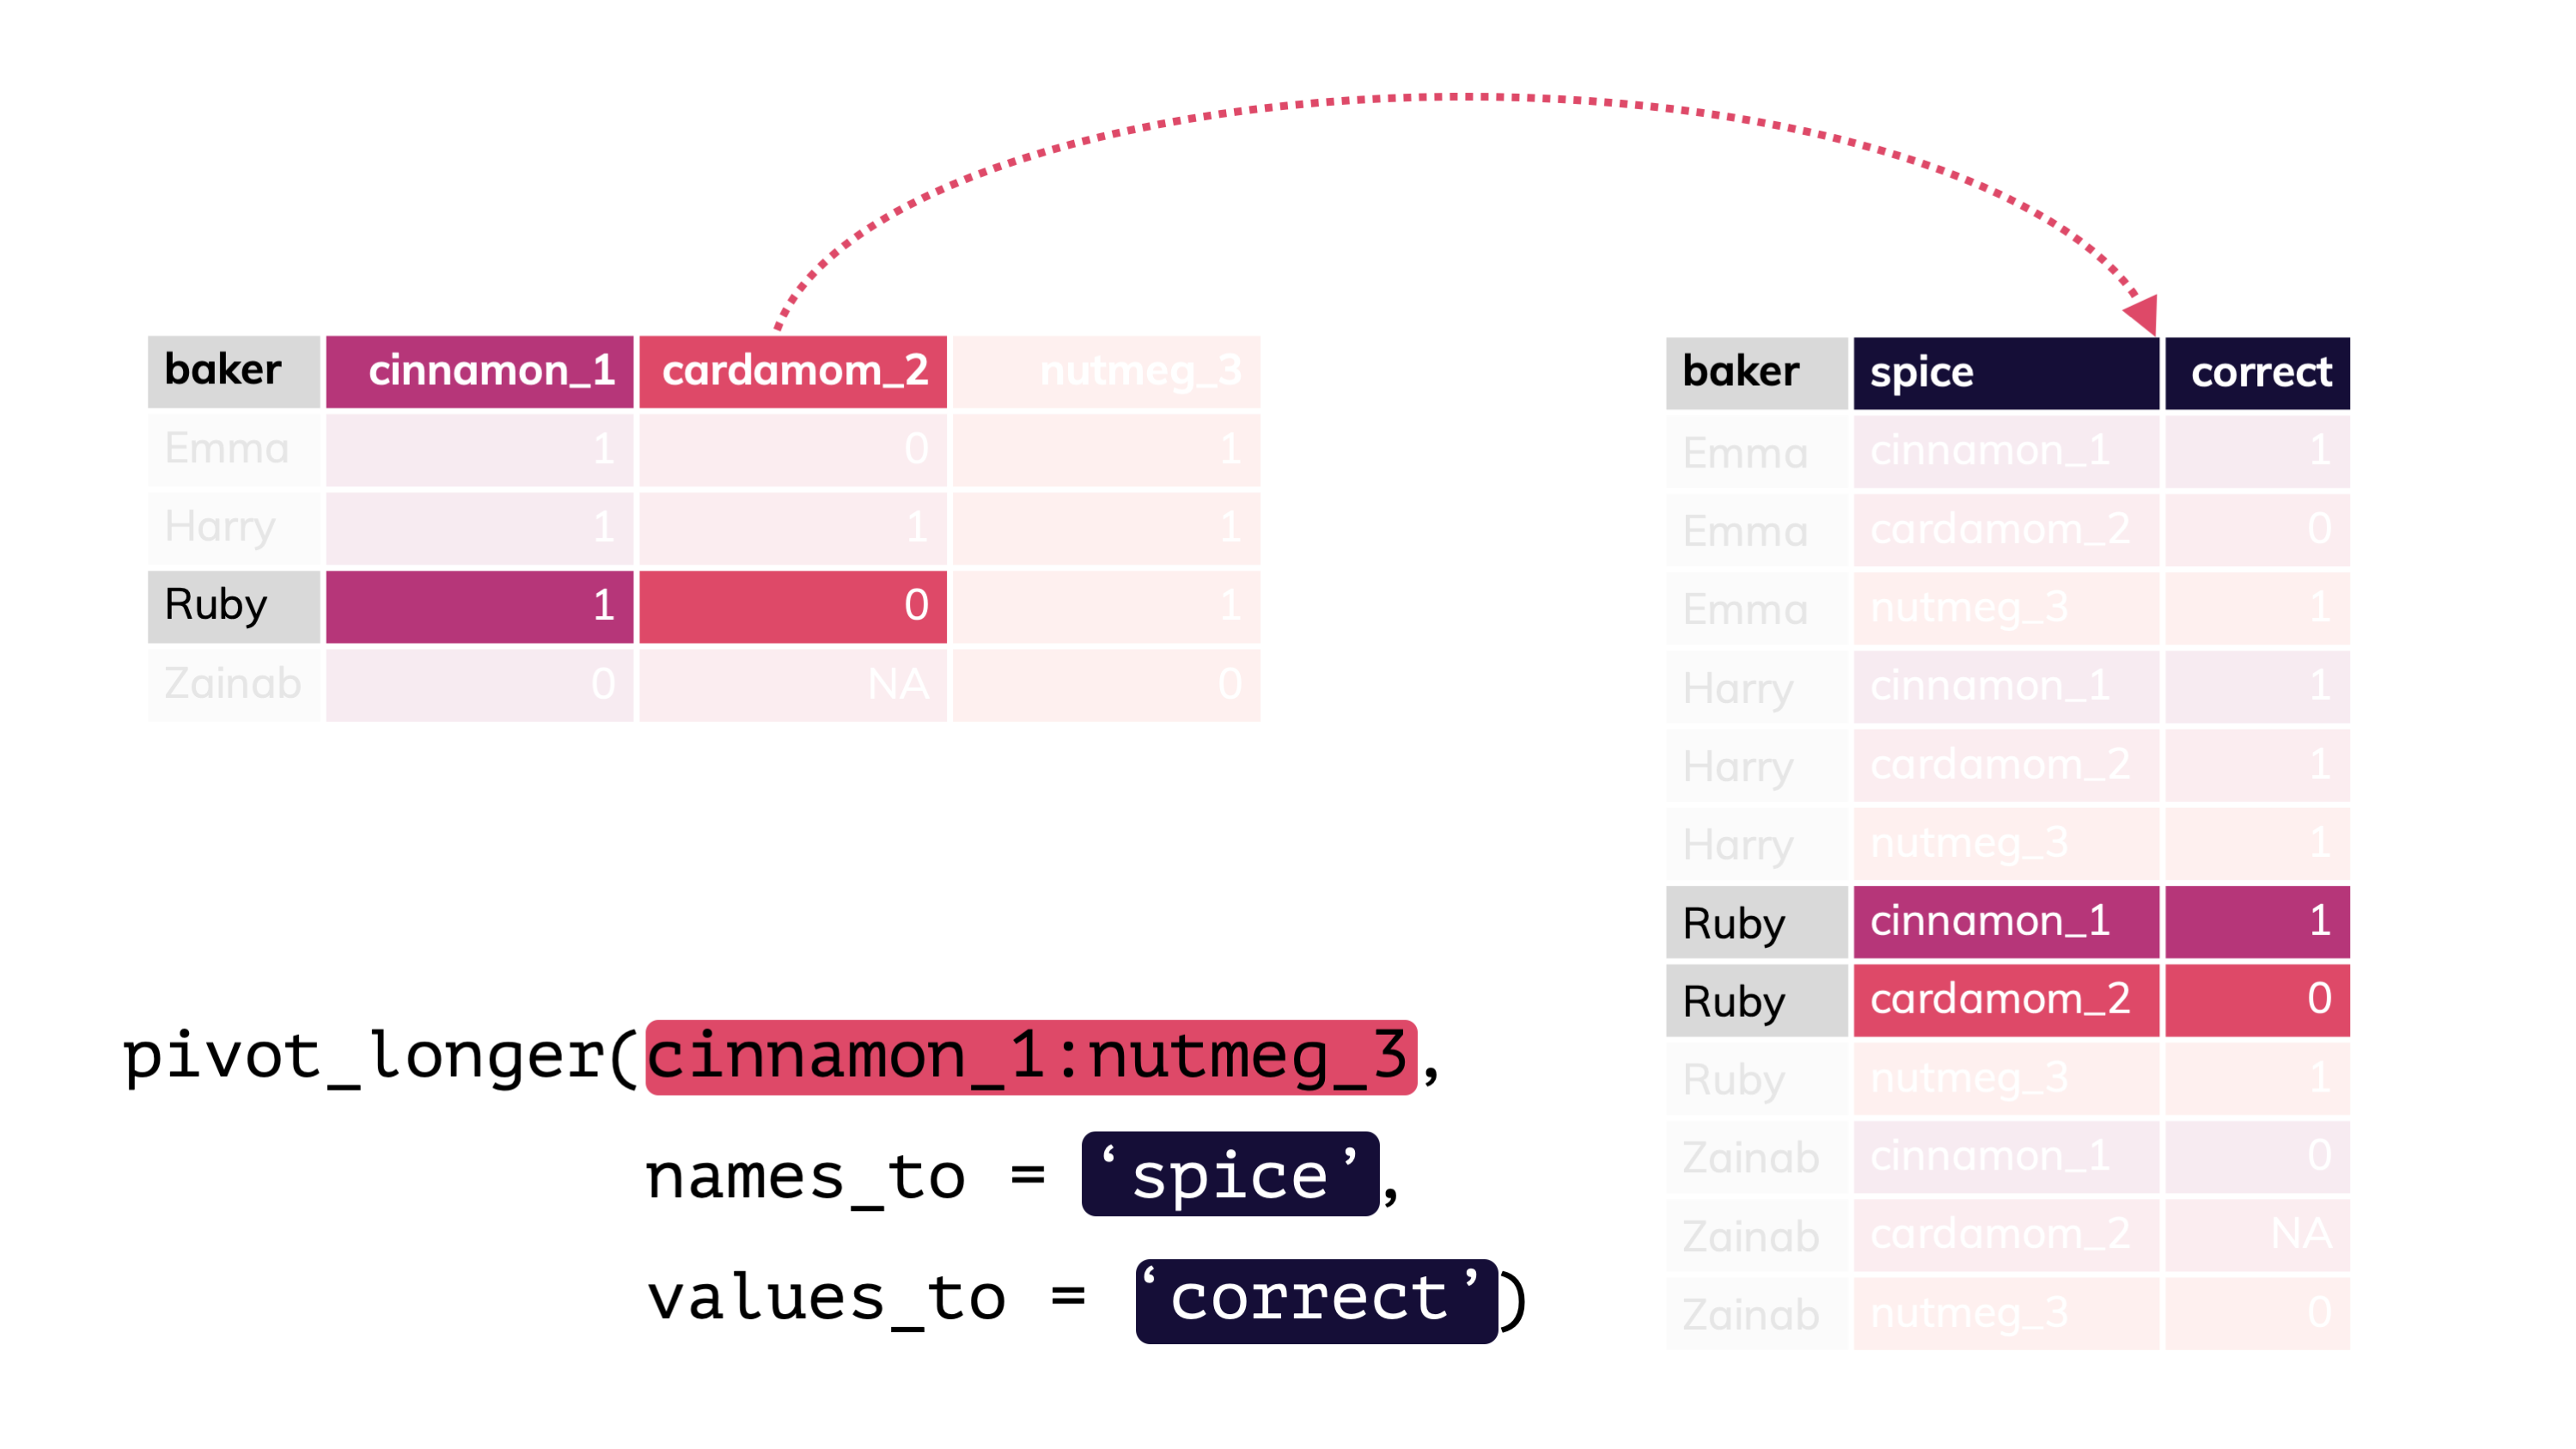 baker cinnamon_1 cardamom_2 nutmeg_3
Emma 1 0 1
Harry 1 1 1
Ruby 1 0 1
Zainab 0 NA 0
pivot_longer(cinnamon_1:nutmeg_3,
names_to = ‘spice’,
values_to = ‘correct’)
baker spice correct
Emma cinnamon_1 1
Emma cardamom_2 0
Emma nutmeg_3 1
Harry cinnamon_1 1
Harry cardamom_2 1
Harry nutmeg_3 1
Ruby cinnamon_1 1
Ruby cardamom_2 0
Ruby nutmeg_3 1
Zainab cinnamon_1 0
Zainab cardamom_2 NA
Zainab nutmeg_3 0